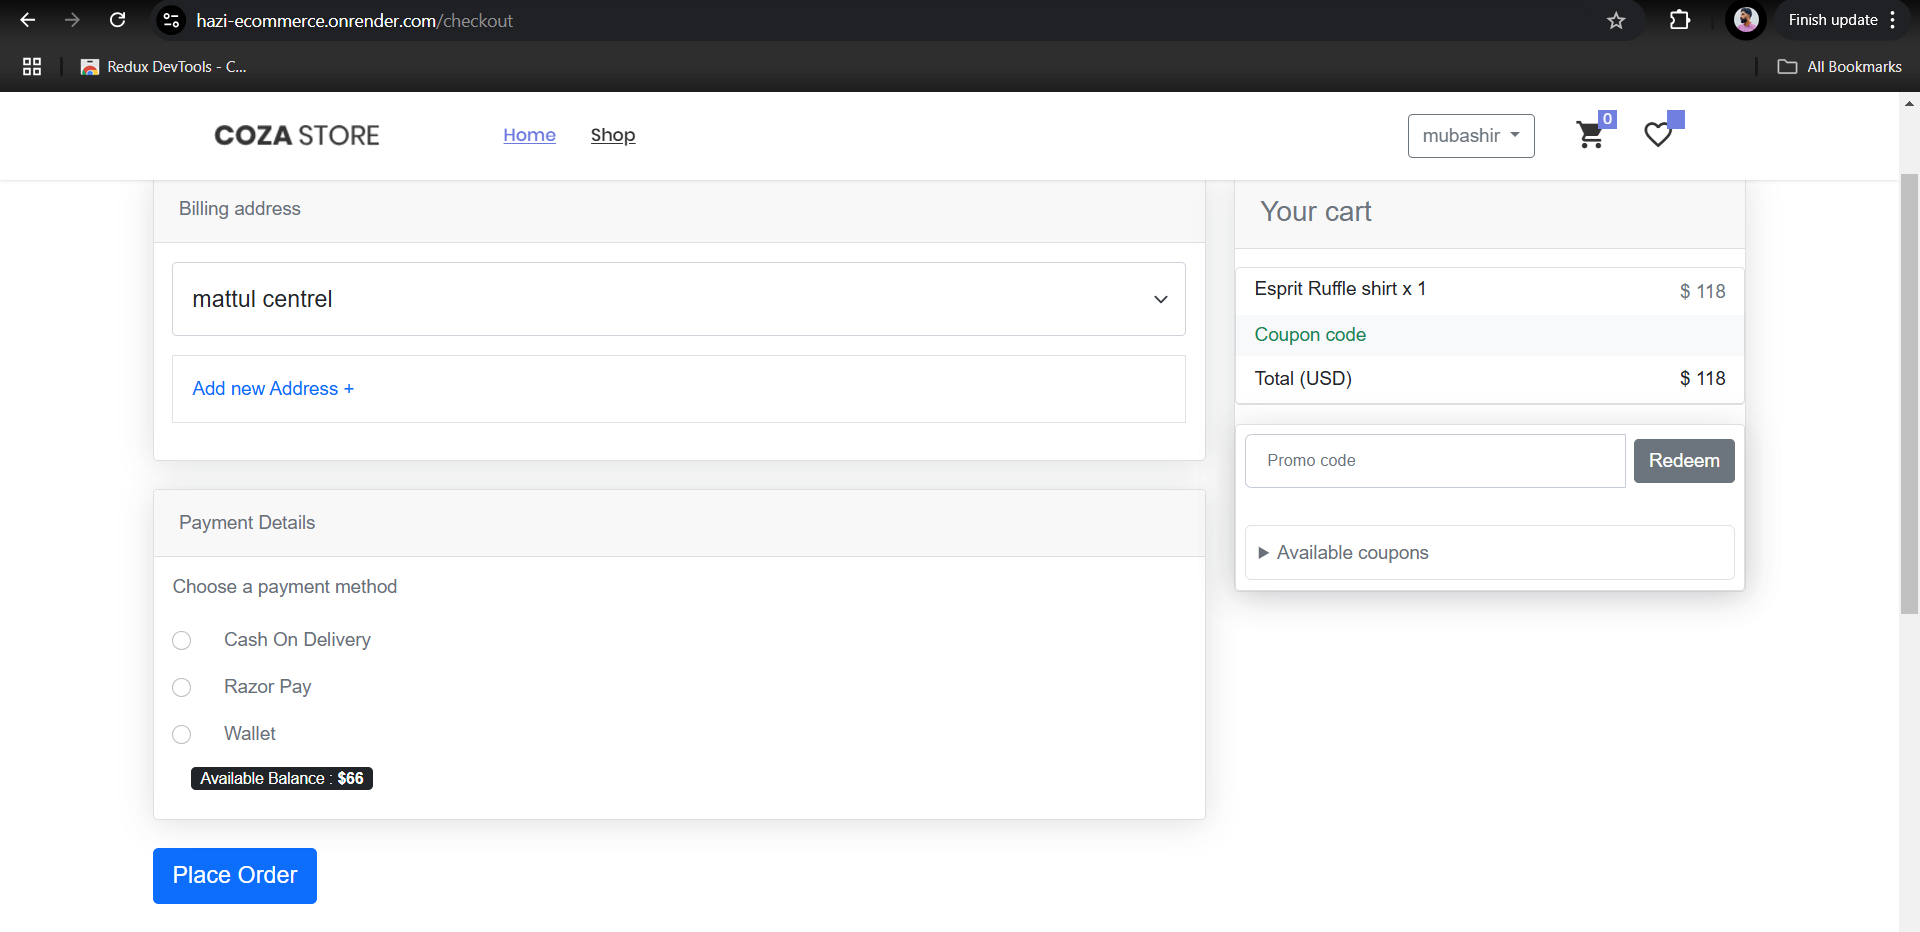 hazi-ecommerce.onrender.com/checkout
Finish update
Redux DevTools - C...
All Bookmarks
COZA STORE
Home
Shop
mubashir
0
Billing address
mattul centrel
Add new Address +
Payment Details
Choose a payment method
Cash On Delivery
Razor Pay
Wallet
Available Balance : $66
Place Order
Your cart
Esprit Ruffle shirt x 1 $ 118
Coupon code
Total (USD) $ 118
Promo code
Redeem
Available coupons